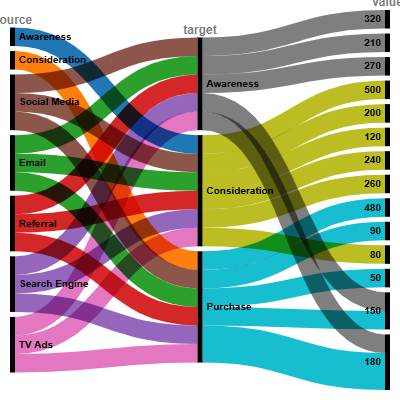 ource
target
value
Awareness
Consideration
Social Media
Email
Referral
Search Engine
TV Ads
Awareness
Consideration
Purchase
320
210
270
500
200
120
240
260
480
90
80
50
150
180